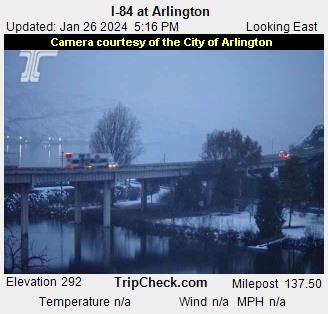 I-84 at Arlington
Updated: Jan 26 2024 5:16 PM Looking East
Camera courtesy of the City of Arlington
Elevation 292 TripCheck.com Milepost 137.50
Temperature n/a Wind n/a MPH n/a